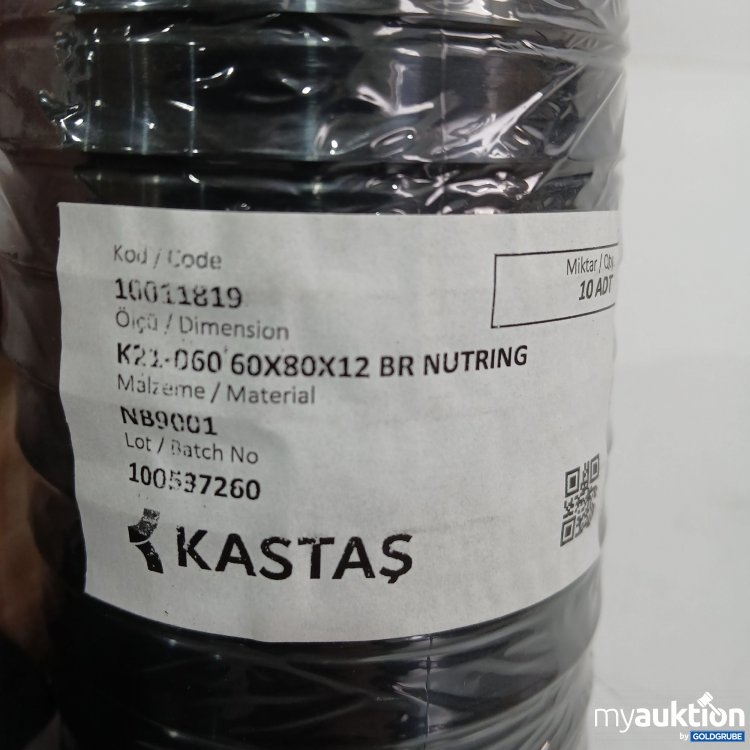 Kod / Code
10011819
Miktar / Qty
10 ADT
Ölçü / Dimension
K21-060 60X80X12 BR NUTRING
Malzeme / Material
NB9001
Lot / Batch No
100537260
KASTAŞ
myauktion
by GOLDGRUBE